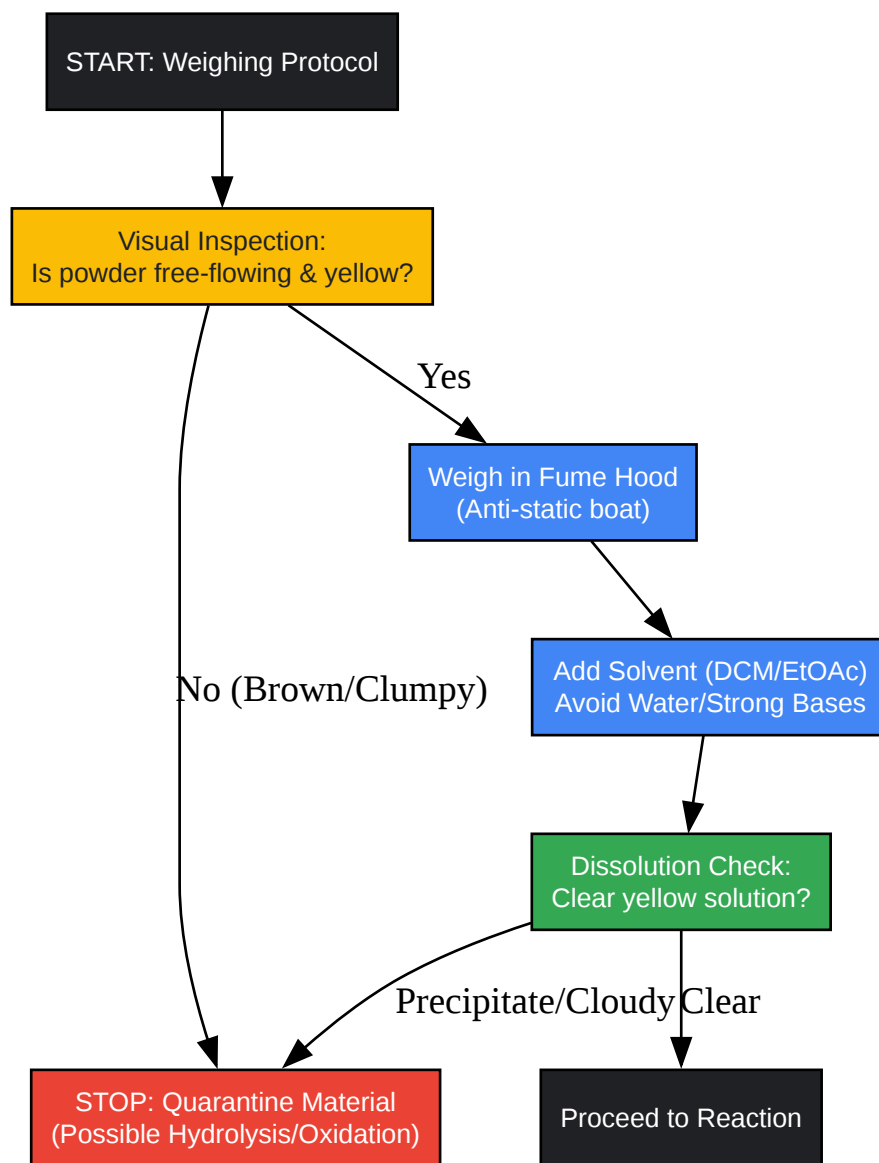 START: Weighing Protocol
Visual Inspection:
Is powder free-flowing & yellow?
Yes
Weigh in Fume Hood
(Anti-static boat)
No (Brown/Clumpy)
Add Solvent (DCM/EtOAc)
Avoid Water/Strong Bases
Dissolution Check:
Clear yellow solution?
Precipitate/Cloudy
Clear
STOP: Quarantine Material
(Possible Hydrolysis/Oxidation)
Proceed to Reaction